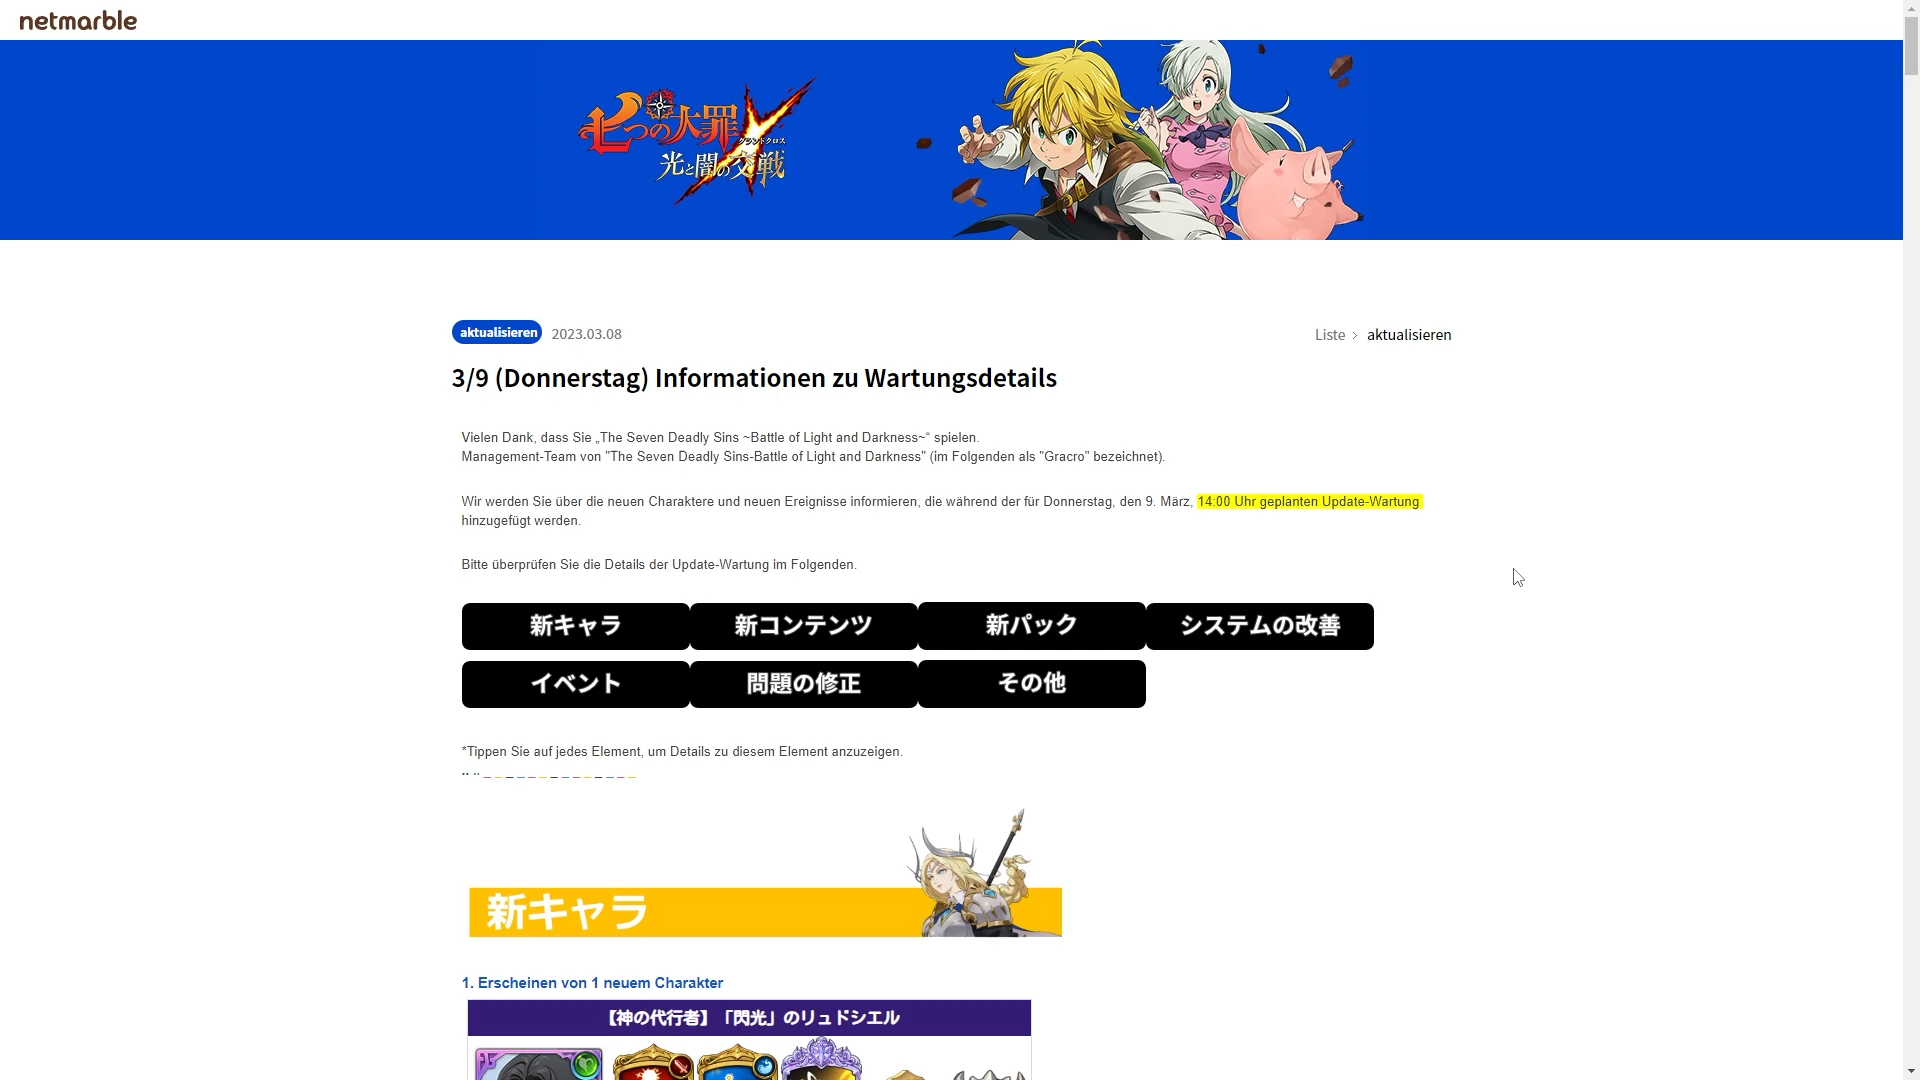 netmarble
七つの大罪
グランドクロス
光と闇の交戦
aktualisieren 2023.03.08
Liste > aktualisieren
3/9 (Donnerstag) Informationen zu Wartungsdetails
Vielen Dank, dass Sie „The Seven Deadly Sins ~Battle of Light and Darkness~“ spielen.
Management-Team von "The Seven Deadly Sins-Battle of Light and Darkness" (im Folgenden als "Gracro" bezeichnet).
Wir werden Sie über die neuen Charaktere und neuen Ereignisse informieren, die während der für Donnerstag, den 9. März, 14:00 Uhr geplanten Update-Wartung
hinzugefügt werden.
Bitte überprüfen Sie die Details der Update-Wartung im Folgenden.
新キャラ 新コンテンツ 新パック システムの改善
イベント 問題の修正 その他
*Tippen Sie auf jedes Element, um Details zu diesem Element anzuzeigen.
新キャラ
1. Erscheinen von 1 neuem Charakter
【神の代行者】「閃光」のリュドシエル